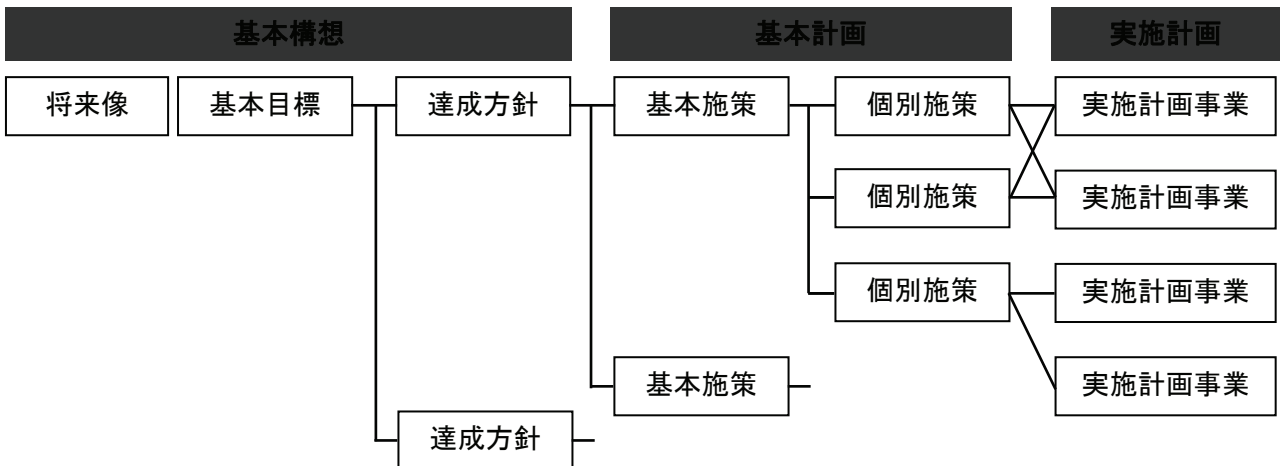 基本構想
基本計画
実施計画
将来像
基本目標
達成方針
基本施策
個別施策
実施計画事業
個別施策
実施計画事業
個別施策
実施計画事業
基本施策
実施計画事業
達成方針